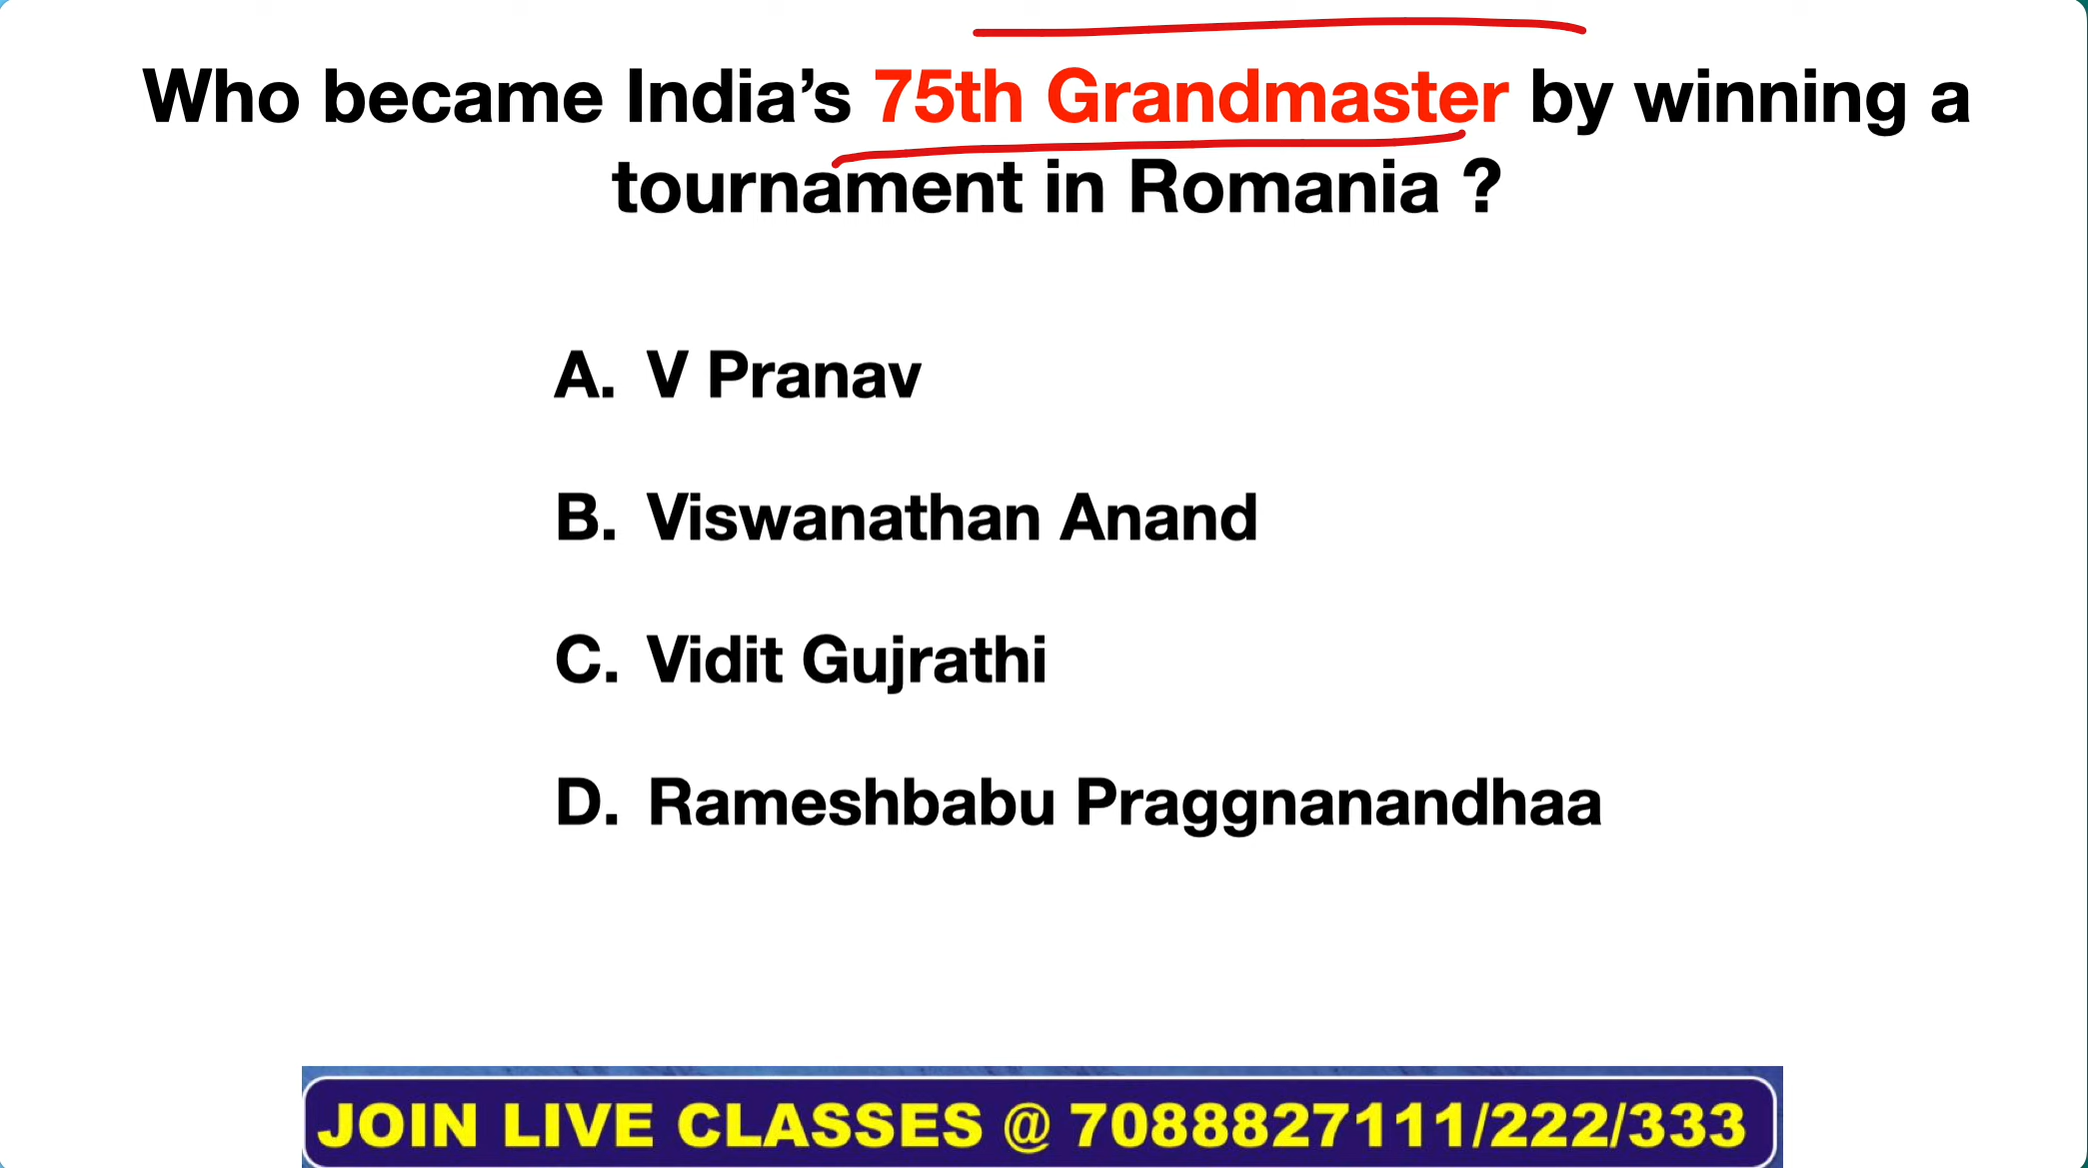 Who became India’s 75th Grandmaster by winning a
tournament in Romania ?
A. V Pranav
B. Viswanathan Anand
C. Vidit Gujrathi
D. Rameshbabu Praggnanandhaa
JOIN LIVE CLASSES @ 7088827111/222/333